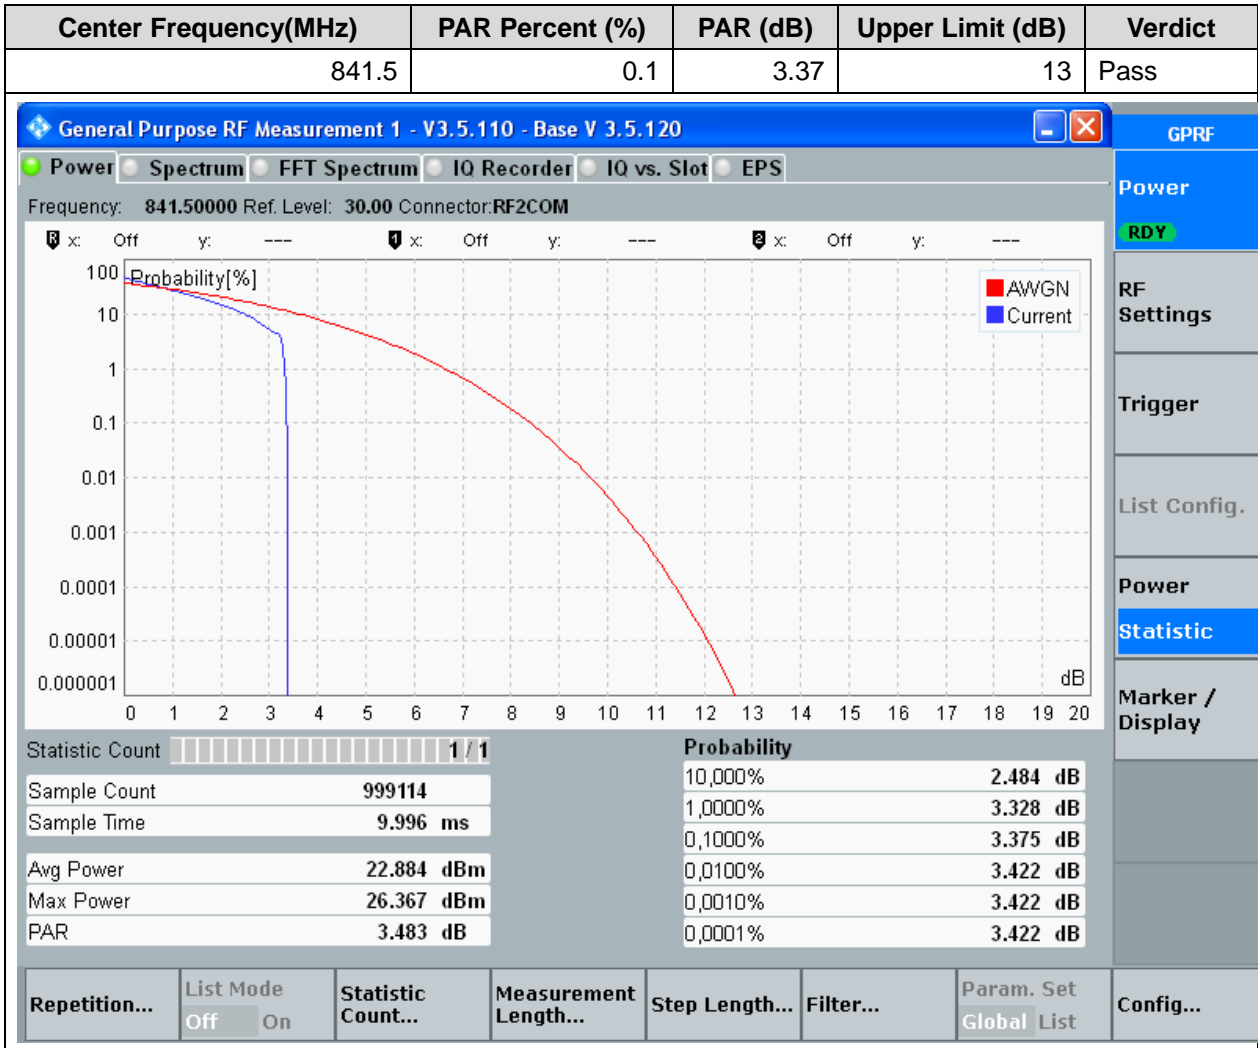 Center Frequency(MHz) PAR Percent (%) PAR (dB) Upper Limit (dB) Verdict
841.5 0.1 3.37 13 Pass
General Purpose RF Measurement 1 - V3.5.110 - Base V 3.5.120
GPRF
Power Spectrum FFT Spectrum IQ Recorder IQ vs. Slot EPS
Power
RDY
Frequency: 841.50000 Ref. Level: 30.00 Connector:RF2COM
R x: Off y: --- 1 x: Off y: --- 2 x: Off y: ---
Probability[%]
AWGN
Current
100
10
1
0.1
0.01
0.001
0.0001
0.00001
0.000001
dB
0 1 2 3 4 5 6 7 8 9 10 11 12 13 14 15 16 17 18 19 20
RF
Settings
Trigger
List Config.
Power
Statistic
Marker /
Display
Statistic Count 1 / 1
Sample Count 999114
Sample Time 9.996 ms
Avg Power 22.884 dBm
Max Power 26.367 dBm
PAR 3.483 dB
Probability
10,000% 2.484 dB
1,0000% 3.328 dB
0,1000% 3.375 dB
0,0100% 3.422 dB
0,0010% 3.422 dB
0,0001% 3.422 dB
Repetition...
List Mode
Off On
Statistic
Count...
Measurement
Length...
Step Length...
Filter...
Param. Set
Global List
Config...